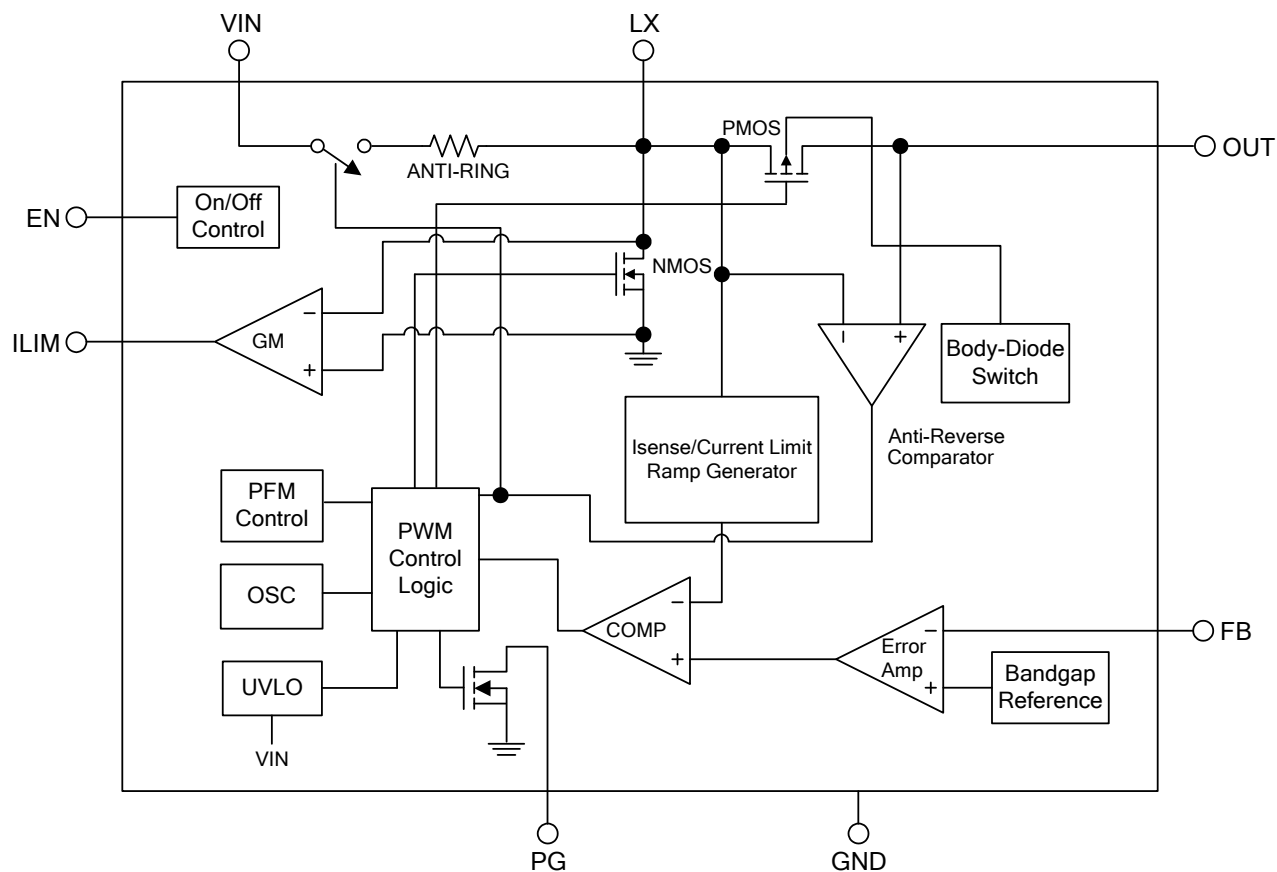 VIN
LX
PMOS
OUT
ANTI-RING
On/Off
Control
EN
NMOS
ILIM
GM
−
+
−
+
Body-Diode
Switch
Isense/Current Limit
Ramp Generator
Anti-Reverse
Comparator
PFM
Control
PWM
Control
Logic
OSC
COMP
−
+
Error
Amp
−
+
FB
Bandgap
Reference
UVLO
VIN
PG
GND